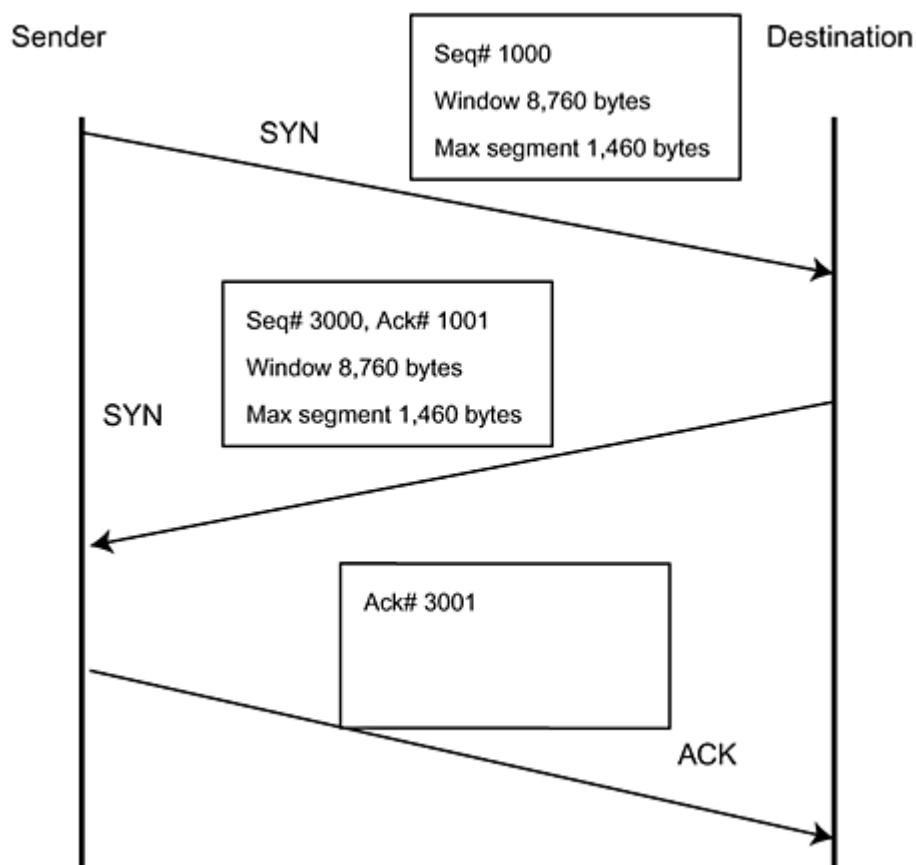 Sender
Destination
Seq# 1000
Window 8,760 bytes
Max segment 1,460 bytes
SYN
Seq# 3000, Ack# 1001
Window 8,760 bytes
Max segment 1,460 bytes
SYN
Ack# 3001
ACK